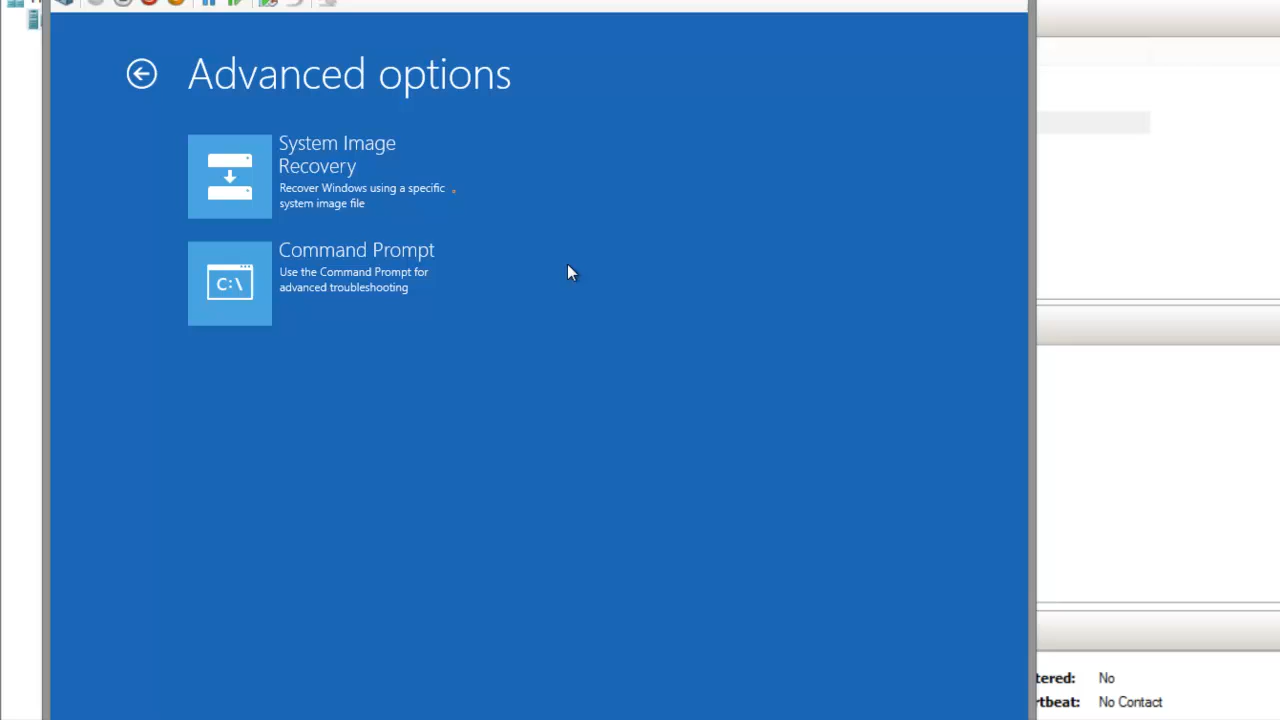 Advanced options
System Image
Recovery
Recover Windows using a specific
system image file
Command Prompt
Use the Command Prompt for
advanced troubleshooting
C:\
tered: No
rtbeat: No Contact